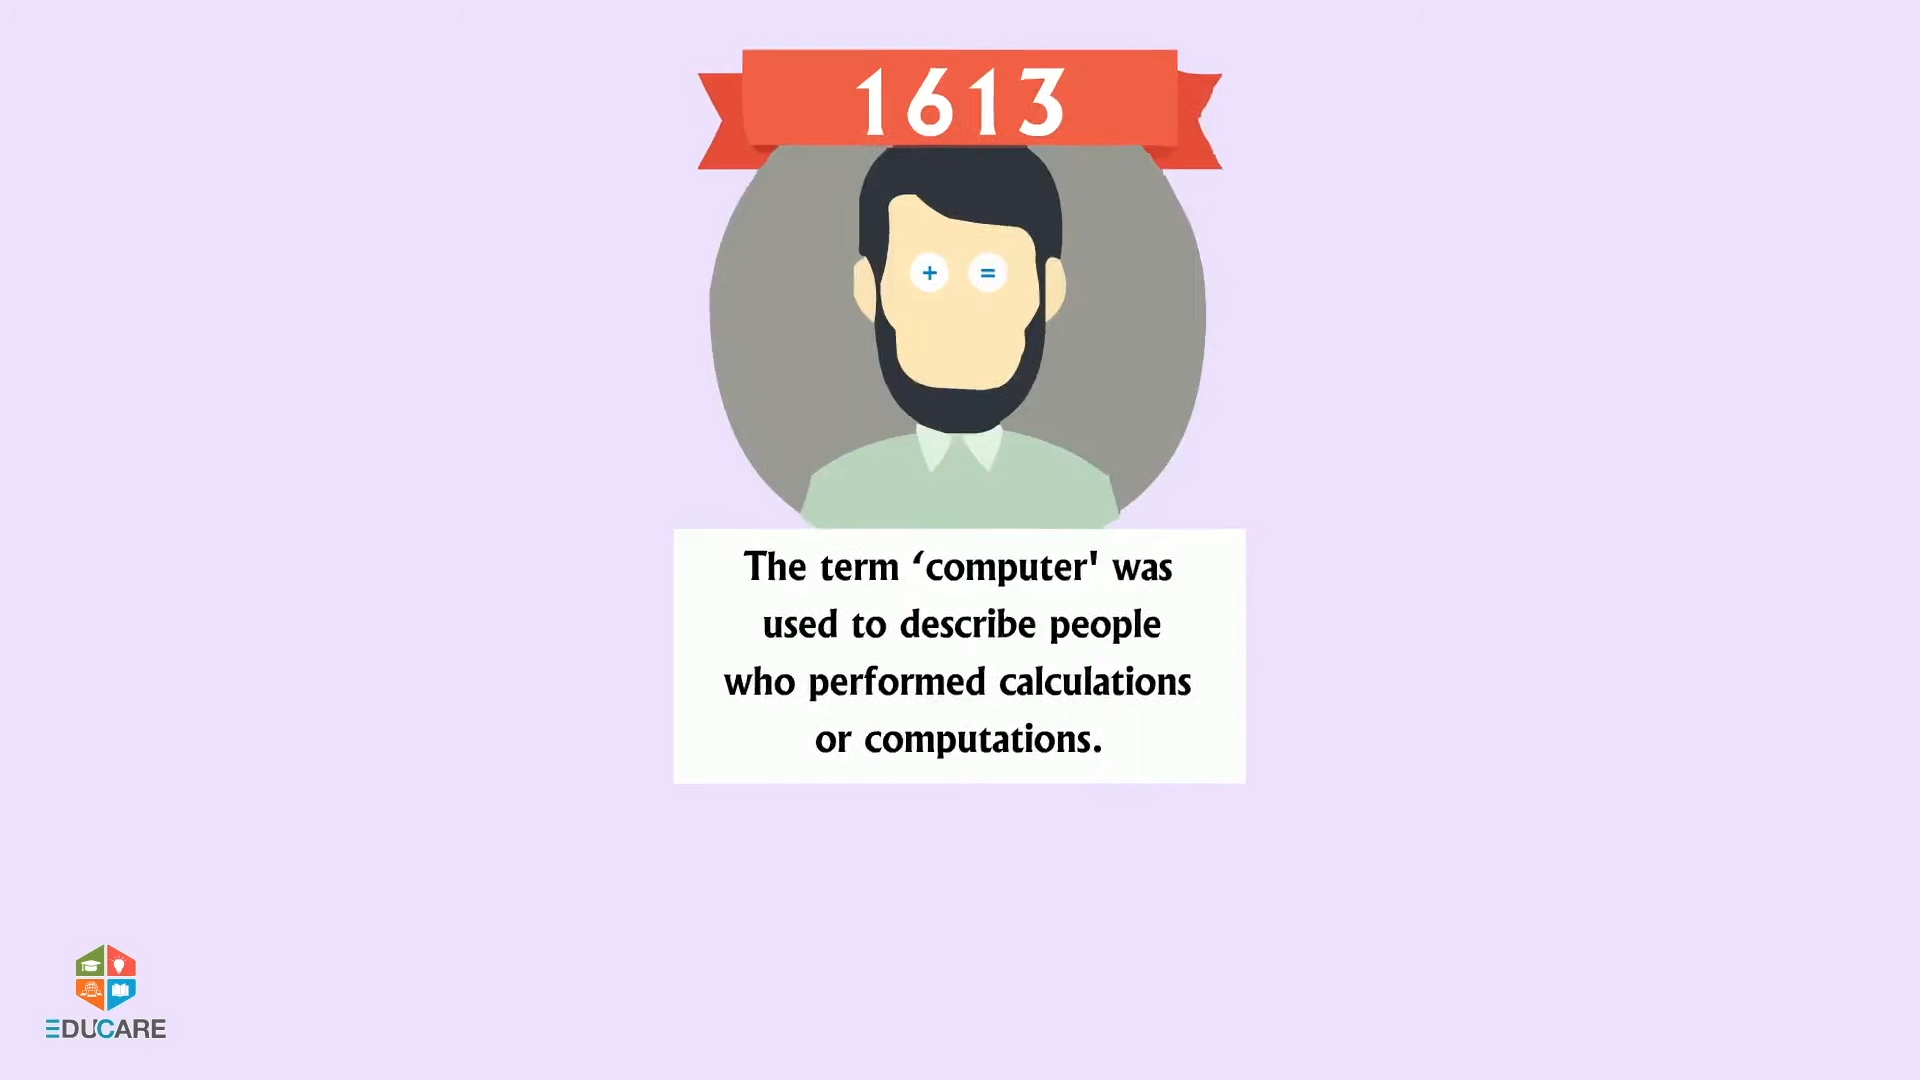 1613
+ =
The term ‘computer' was
used to describe people
who performed calculations
or computations.
EDUCARE